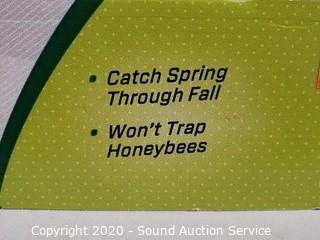 • Catch Spring
Through Fall
• Won't Trap
Honeybees
Copyright 2020 - Sound Auction Service